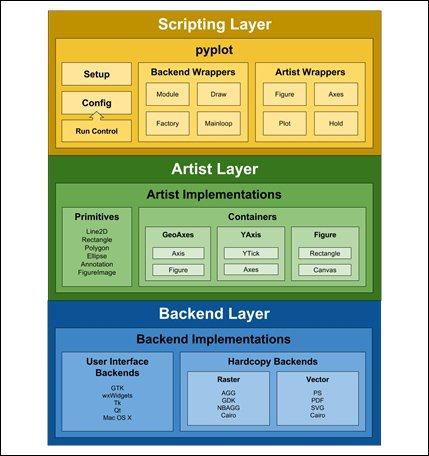 Scripting Layer
pyplot
Setup
Config
Run Control
Backend Wrappers
Module
Draw
Factory
Mainloop
Artist Wrappers
Figure
Axes
Plot
Hold
Artist Layer
Artist Implementations
Primitives
Line2D
Rectangle
Polygon
Ellipse
Annotation
FigureImage
Containers
GeoAxes
Axis
Figure
YAxis
YTick
Axes
Figure
Rectangle
Canvas
Backend Layer
Backend Implementations
User Interface
Backends
GTK
wxWidgets
Tk
Qt
Mac OS X
Hardcopy Backends
Raster
AGG
GDK
NBAGG
Cairo
Vector
PS
PDF
SVG
Cairo